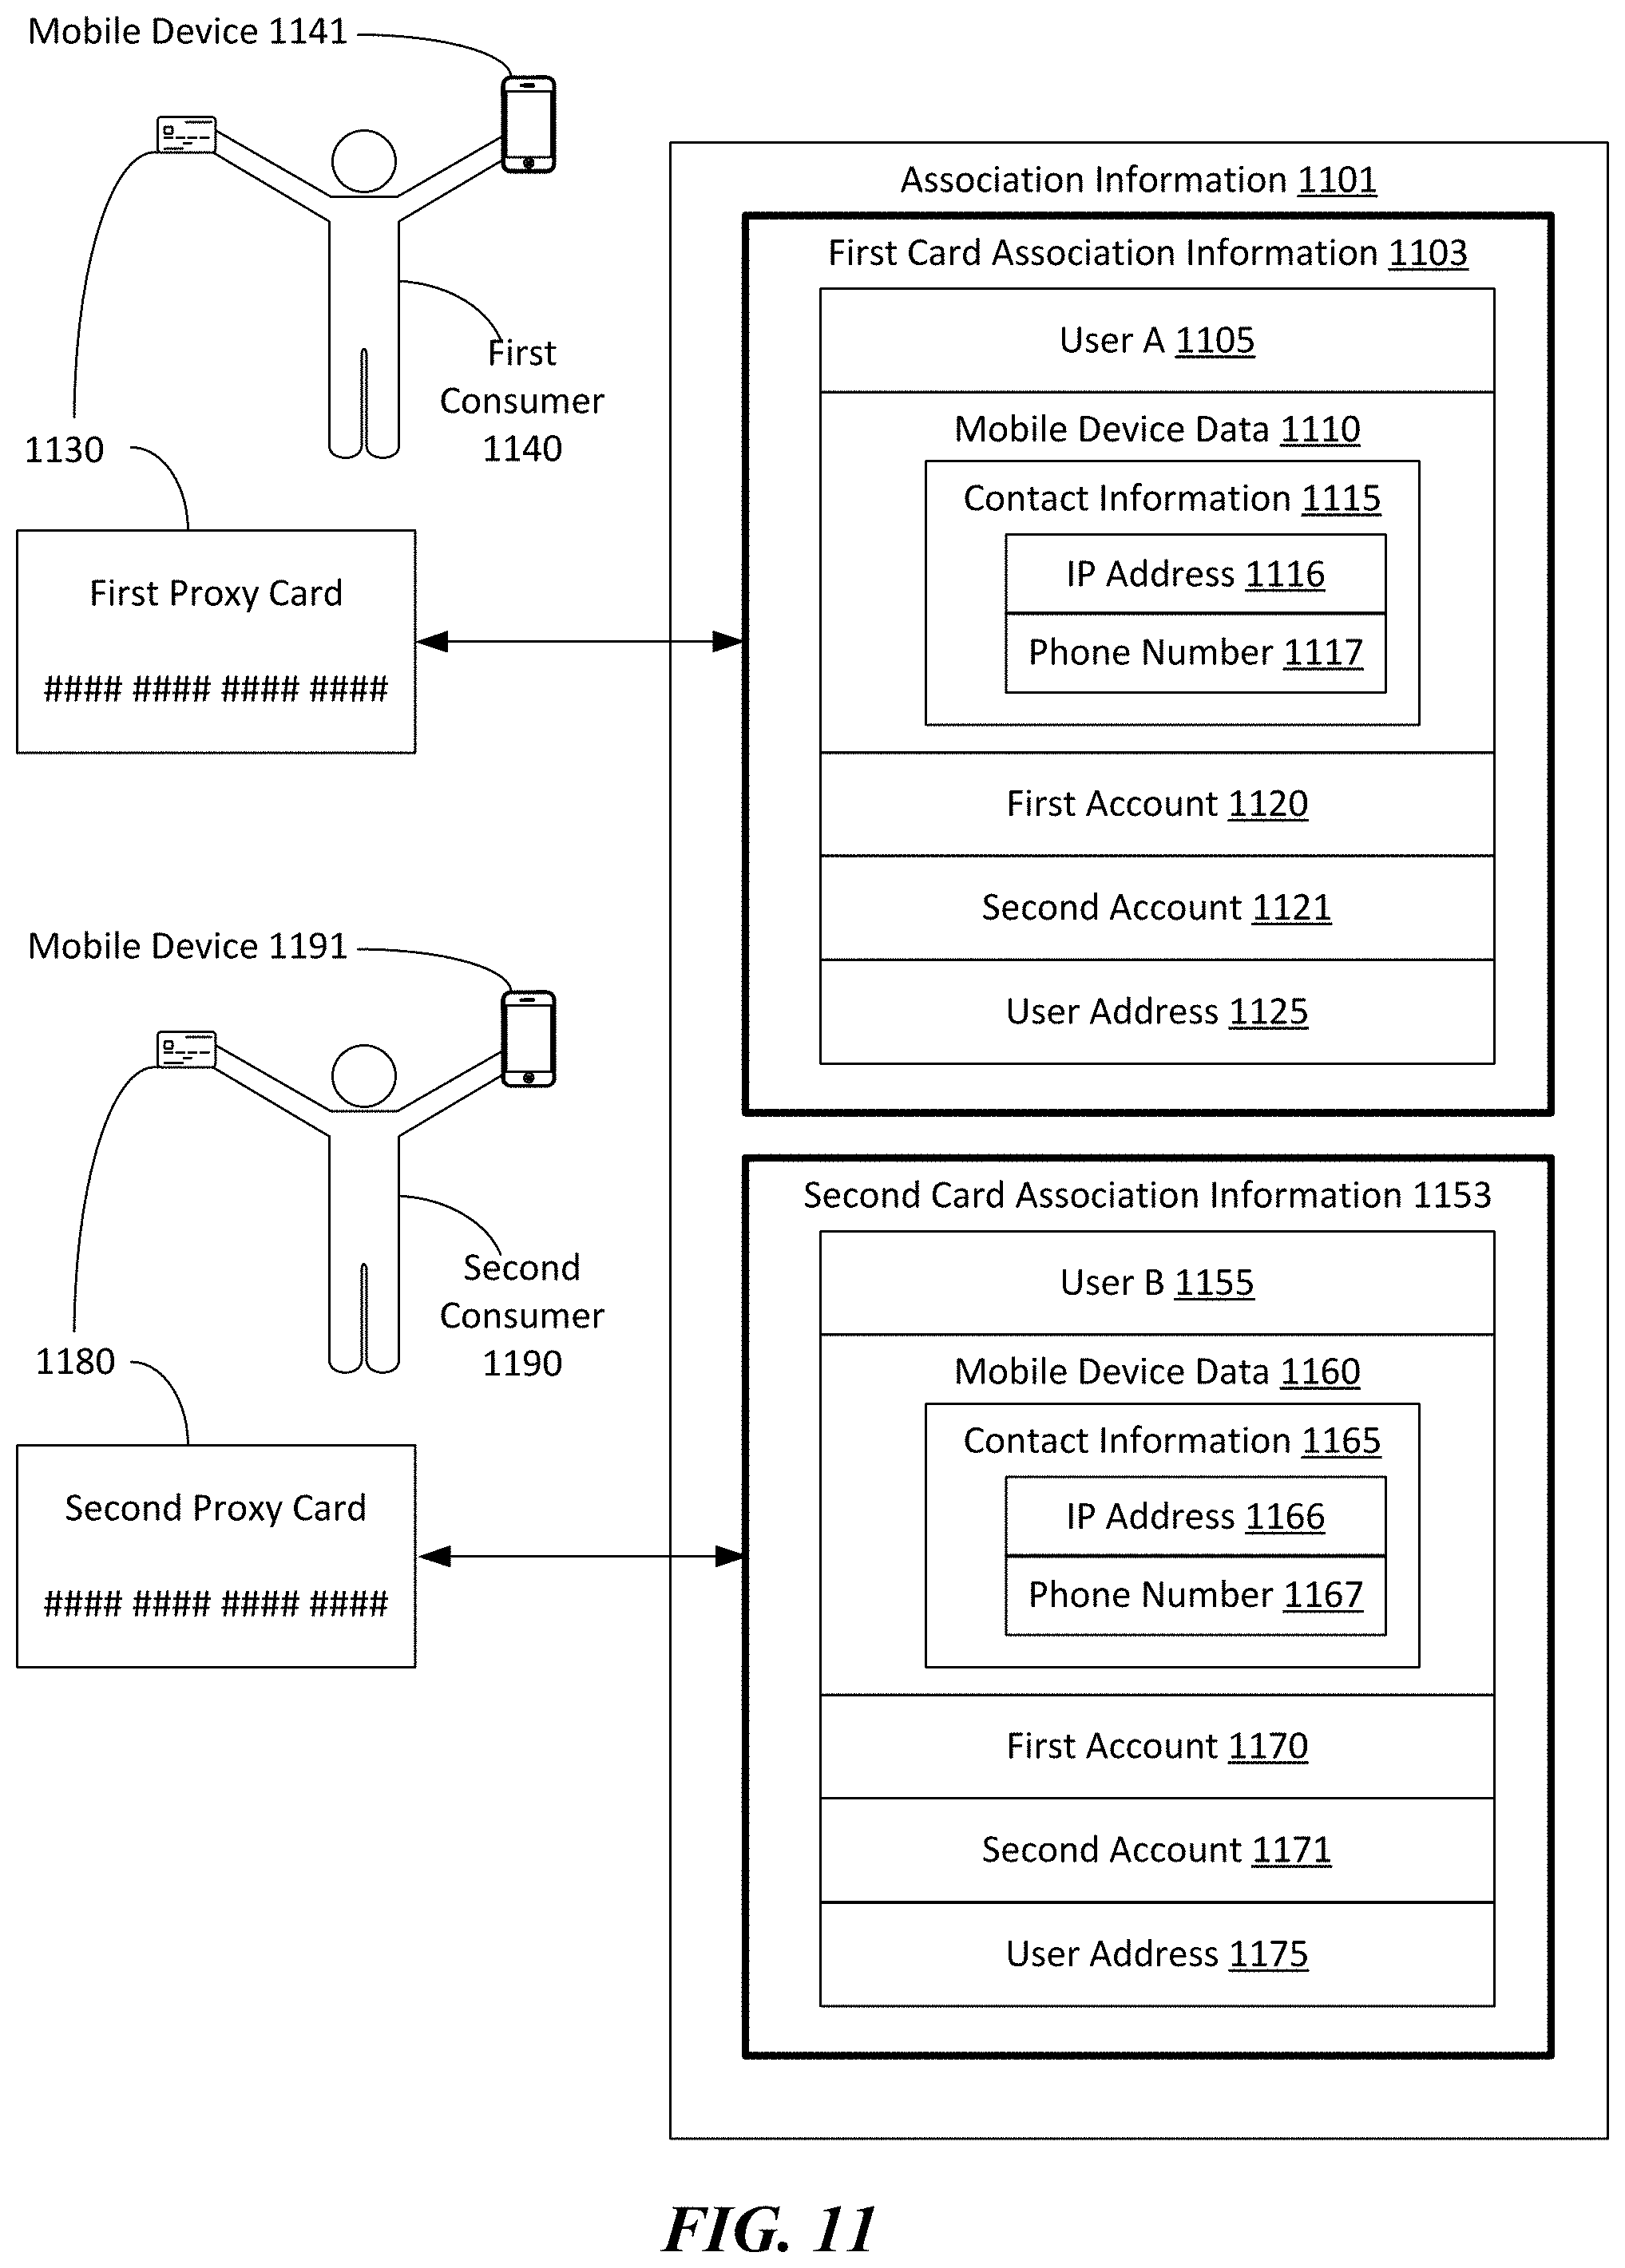 Mobile Device 1141
First
Consumer
1140
1130
First Proxy Card
#### #### #### ####
Mobile Device 1191
Second
Consumer
1190
1180
Second Proxy Card
#### #### #### ####
Association Information 1101
First Card Association Information 1103
User A 1105
Mobile Device Data 1110
Contact Information 1115
IP Address 1116
Phone Number 1117
First Account 1120
Second Account 1121
User Address 1125
Second Card Association Information 1153
User B 1155
Mobile Device Data 1160
Contact Information 1165
IP Address 1166
Phone Number 1167
First Account 1170
Second Account 1171
User Address 1175
FIG. 11